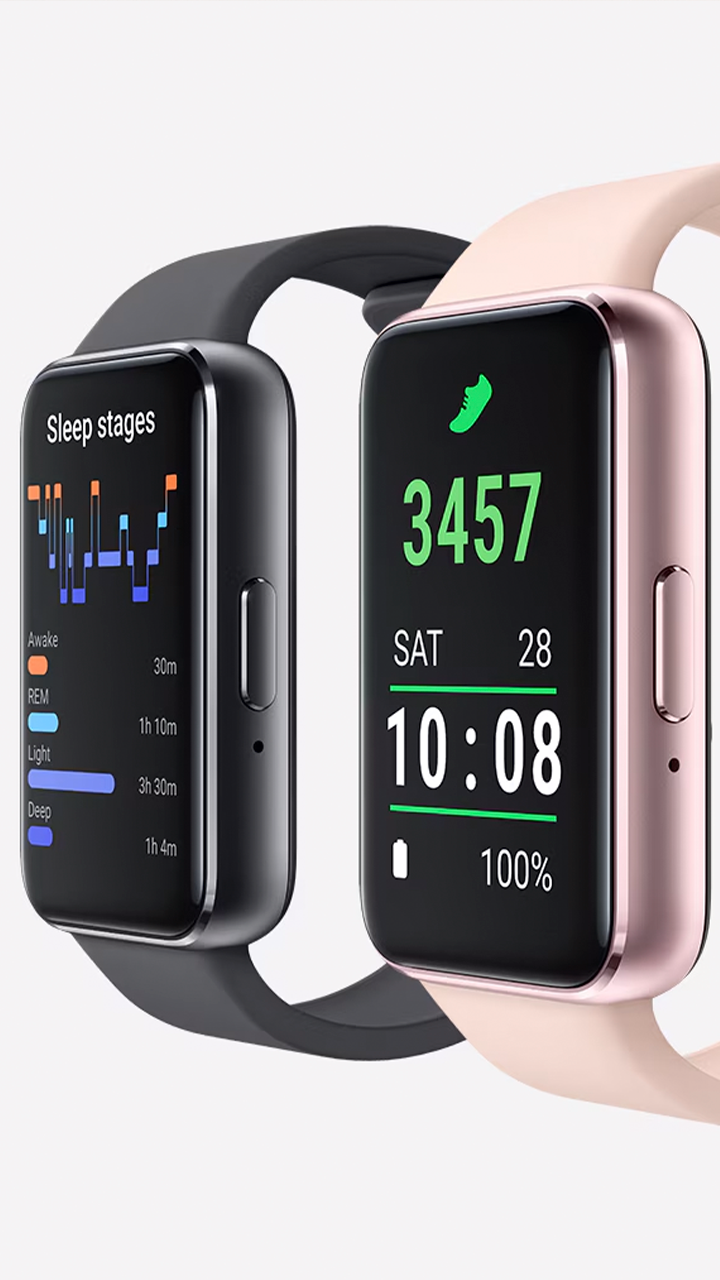 Sleep stages
Awake
30m
REM
1h 10m
Light
3h 30m
Deep
1h 4m
3457
SAT 28
10:08
100%